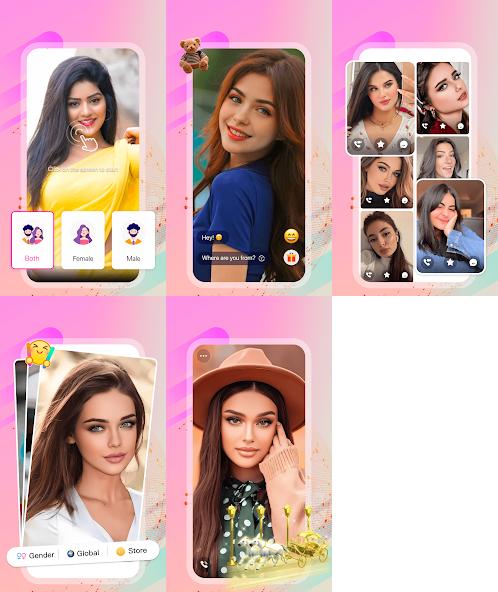 Click on the screen to start
Both
Female
Male
Hey! 😄
Where are you from?
Gender
Global
Store